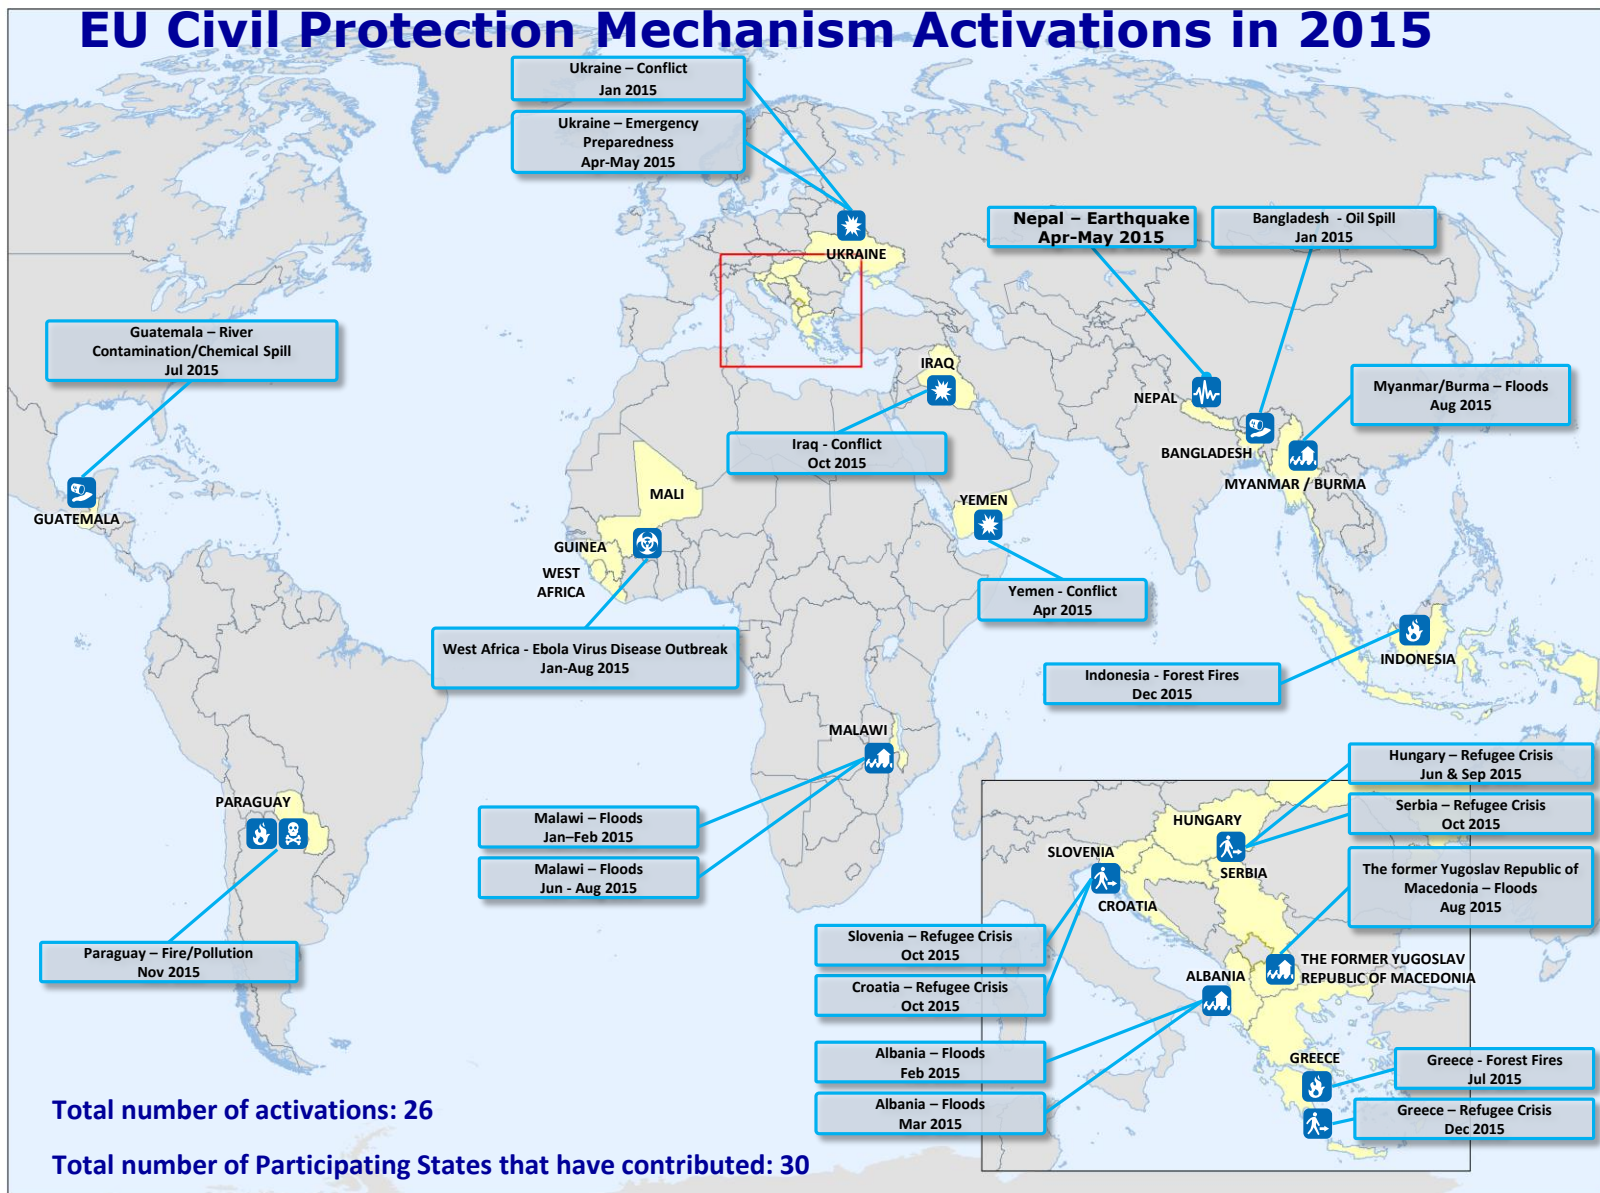 EU Civil Protection Mechanism Activations in 2015
Ukraine – Conflict
Jan 2015
Ukraine – Emergency
Preparedness
Apr-May 2015
Nepal – Earthquake
Apr-May 2015
Bangladesh - Oil Spill
Jan 2015
UKRAINE
Guatemala – River
Contamination/Chemical Spill
Jul 2015
IRAQ
NEPAL
Myanmar/Burma – Floods
Aug 2015
Iraq - Conflict
Oct 2015
BANGLADESH
MYANMAR / BURMA
MALI
YEMEN
GUATEMALA
GUINEA
WEST
AFRICA
Yemen - Conflict
Apr 2015
West Africa - Ebola Virus Disease Outbreak
Jan-Aug 2015
INDONESIA
Indonesia - Forest Fires
Dec 2015
MALAWI
Hungary – Refugee Crisis
Jun & Sep 2015
PARAGUAY
Malawi – Floods
Jan–Feb 2015
Serbia – Refugee Crisis
Oct 2015
HUNGARY
SLOVENIA
Malawi – Floods
Jun - Aug 2015
SERBIA
The former Yugoslav Republic of
Macedonia – Floods
Aug 2015
CROATIA
Slovenia – Refugee Crisis
Oct 2015
Paraguay – Fire/Pollution
Nov 2015
THE FORMER YUGOSLAV
REPUBLIC OF MACEDONIA
ALBANIA
Croatia – Refugee Crisis
Oct 2015
Albania – Floods
Feb 2015
GREECE
Greece - Forest Fires
Jul 2015
Albania – Floods
Mar 2015
Greece – Refugee Crisis
Dec 2015
Total number of activations: 26
Total number of Participating States that have contributed: 30